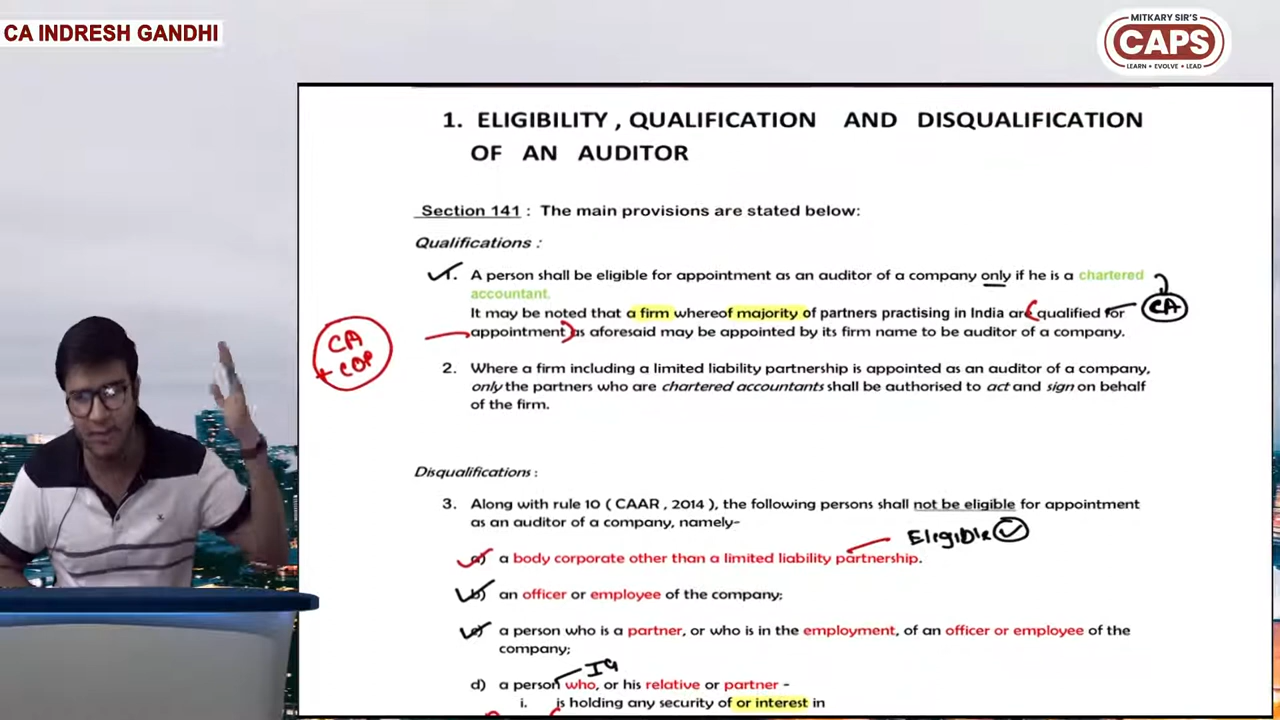 CA INDRESH GANDHI
MITKARY SIR'S
CAPS
LEARN • EVOLVE • LEAD
1. ELIGIBILITY , QUALIFICATION AND DISQUALIFICATION
OF AN AUDITOR
Section 141 : The main provisions are stated below:
Qualifications :
1. A person shall be eligible for appointment as an auditor of a company only if he is a chartered
accountant.
It may be noted that a firm whereof majority of partners practising in India are qualified for
CA
appointment as aforesaid may be appointed by its firm name to be auditor of a company.
CA
+ COP
2. Where a firm including a limited liability partnership is appointed as an auditor of a company,
only the partners who are chartered accountants shall be authorised to act and sign on behalf
of the firm.
Disqualifications :
3. Along with rule 10 ( CAAR , 2014 ), the following persons shall not be eligible for appointment
as an auditor of a company, namely-
Eligible
a) a body corporate other than a limited liability partnership.
b) an officer or employee of the company;
c) a person who is a partner, or who is in the employment, of an officer or employee of the
company;
d) a person who, or his relative or partner -
i. is holding any security of or interest in